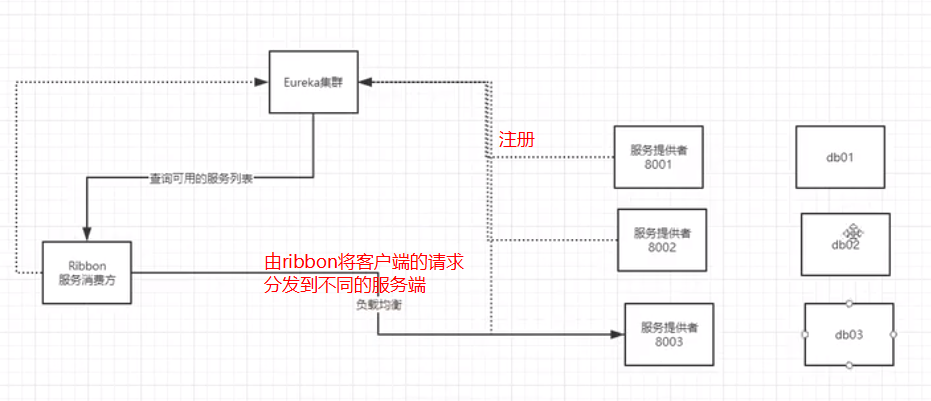 Eureka集群
注册
服务提供者
8001
db01
查询可用的服务列表
服务提供者
8002
db02
Ribbon
服务消费方
由ribbon将客户端的请求
分发到不同的服务端
负载均衡
服务提供者
8003
db03